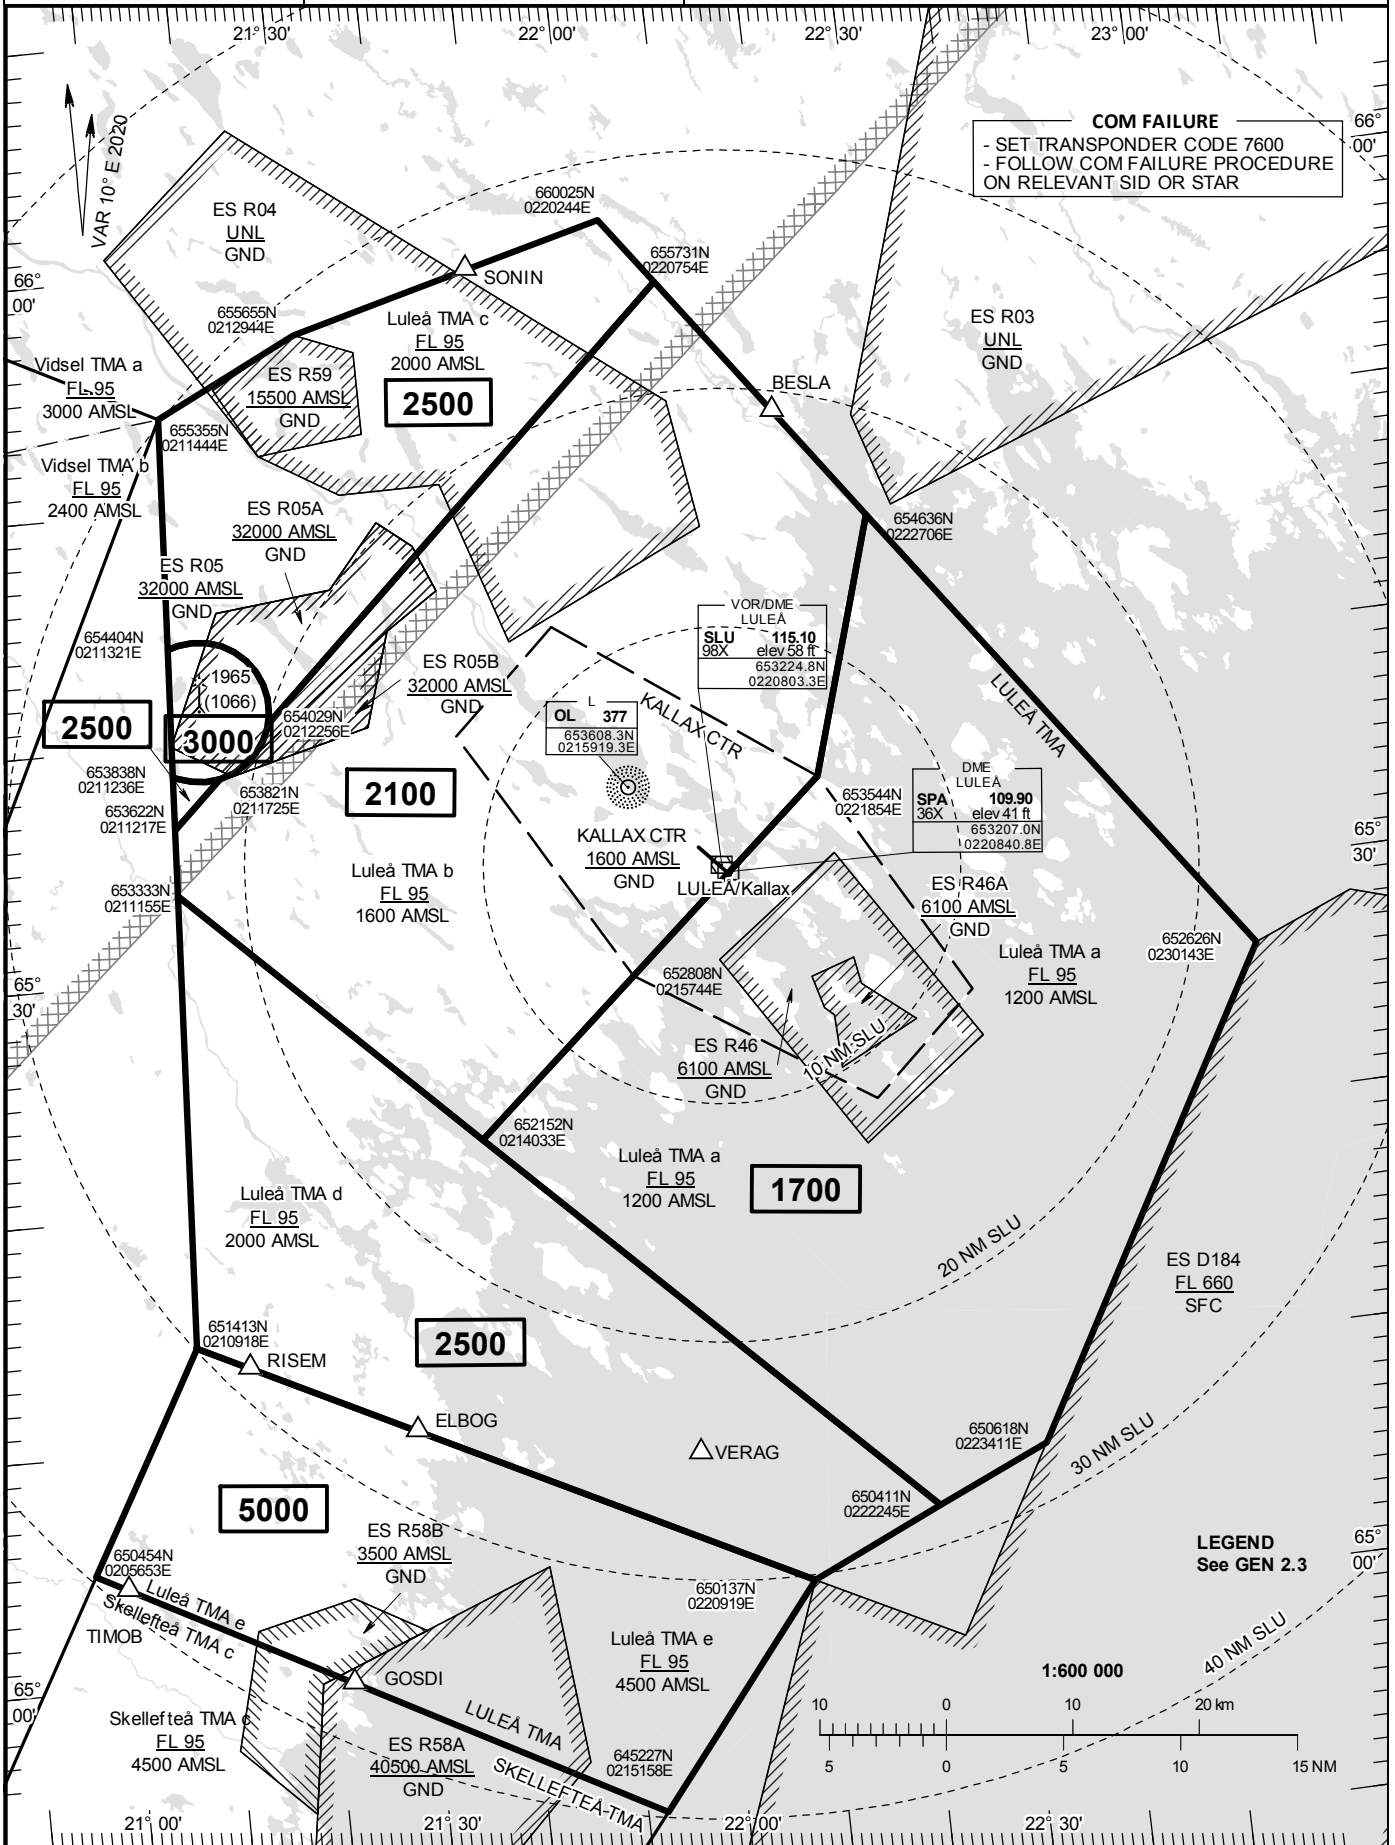 21°30'
22°00'
22°30'
23°00'
VAR 10° E 2020
COM FAILURE
- SET TRANSPONDER CODE 7600
- FOLLOW COM FAILURE PROCEDURE
ON RELEVANT SID OR STAR
66°
00'
ES R04
UNL
GND
660025N
0220244E
655731N
0220754E
SONIN
66°
00'
655655N
0212944E
Luleå TMA c
FL 95
2000 AMSL
2500
ES R03
UNL
GND
Vidsel TMA a
FL 95
3000 AMSL
ES R59
15500 AMSL
GND
BESLA
655355N
0211444E
Vidsel TMA b
FL 95
2400 AMSL
ES R05A
32000 AMSL
GND
654636N
0222706E
ES R05
32000 AMSL
GND
VOR/DME
LULEÅ
SLU 115.10
98X elev 58 ft
653224.8N
0220803.3E
654404N
0211321E
1965
(1066)
ES R05B
32000 AMSL
GND
LULEÅ TMA
KALLAX CTR
L
OL 377
653608.3N
0215919.3E
2500
3000
654029N
0212256E
653838N
0211236E
653821N
0211725E
2100
653544N
0221854E
DME
LULEÅ
SPA 109.90
36X elev 41 ft
653207.0N
0220840.8E
653622N
0211217E
65°
30'
KALLAX CTR
1600 AMSL
GND
LULEÅ/Kallax
Luleå TMA b
FL 95
1600 AMSL
653333N
0211155E
ES R46A
6100 AMSL
GND
652626N
0230143E
Luleå TMA a
FL 95
1200 AMSL
65°
30'
652808N
0215744E
ES R46
6100 AMSL
GND
10 NM SLU
652152N
0214033E
Luleå TMA a
FL 95
1200 AMSL
1700
Luleå TMA d
FL 95
2000 AMSL
20 NM SLU
ES D184
FL 660
SFC
651413N
0210918E
RISEM
2500
ELBOG
VERAG
650618N
0223411E
30 NM SLU
5000
650411N
0222245E
ES R58B
3500 AMSL
GND
LEGEND
See GEN 2.3
65°
00'
650454N
0205653E
Luleå TMA e
Skellefteå TMA c
TIMOB
650137N
0220919E
Luleå TMA e
FL 95
4500 AMSL
40 NM SLU
GOSDI
1:600 000
10 0 10 20 km
5 0 5 10 15 NM
65°
00'
Skellefteå TMA c
FL 95
4500 AMSL
LULEÅ TMA
SKELLEFTEÅ TMA
ES R58A
40500 AMSL
GND
645227N
0215158E
21°00'
21°30'
22°00'
22°30'